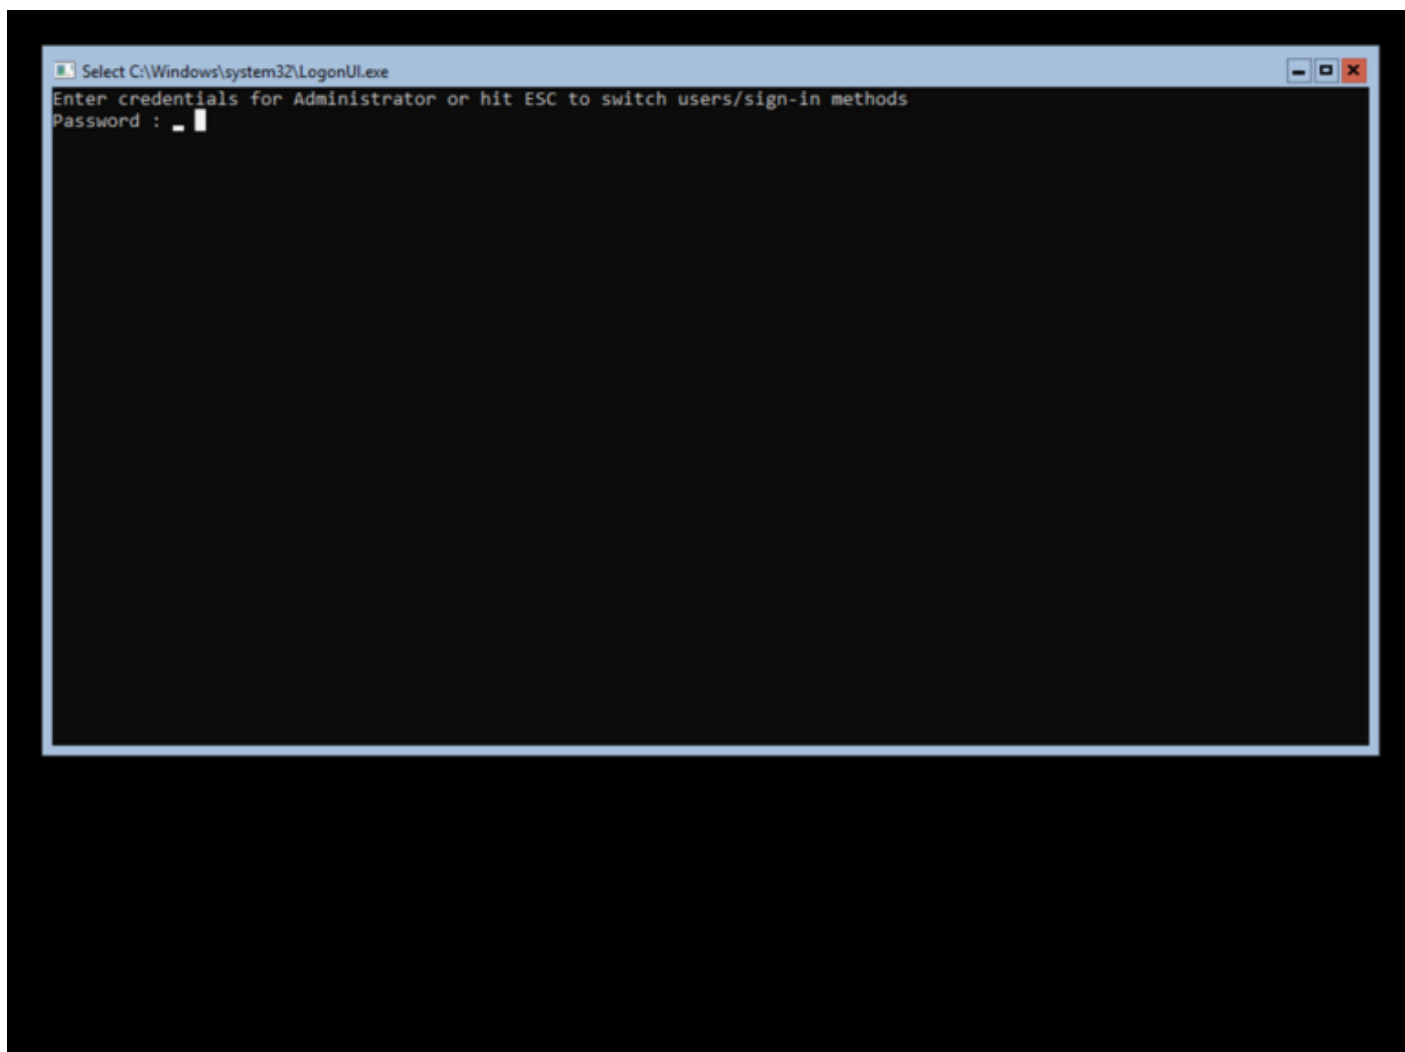 Select C:\Windows\system32\LogonUI.exe
Enter credentials for Administrator or hit ESC to switch users/sign-in methods
Password :